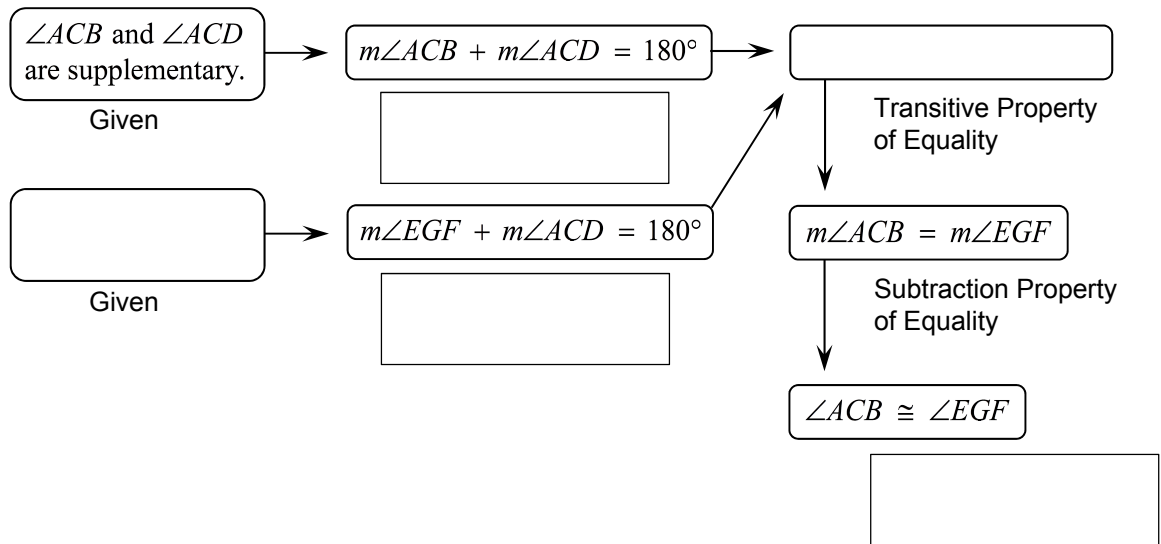 ∠ACB and ∠ACD
are supplementary.
Given
m∠ACB + m∠ACD = 180°
Transitive Property
of Equality
Given
m∠EGF + m∠ACD = 180°
m∠ACB = m∠EGF
Subtraction Property
of Equality
∠ACB ≅ ∠EGF